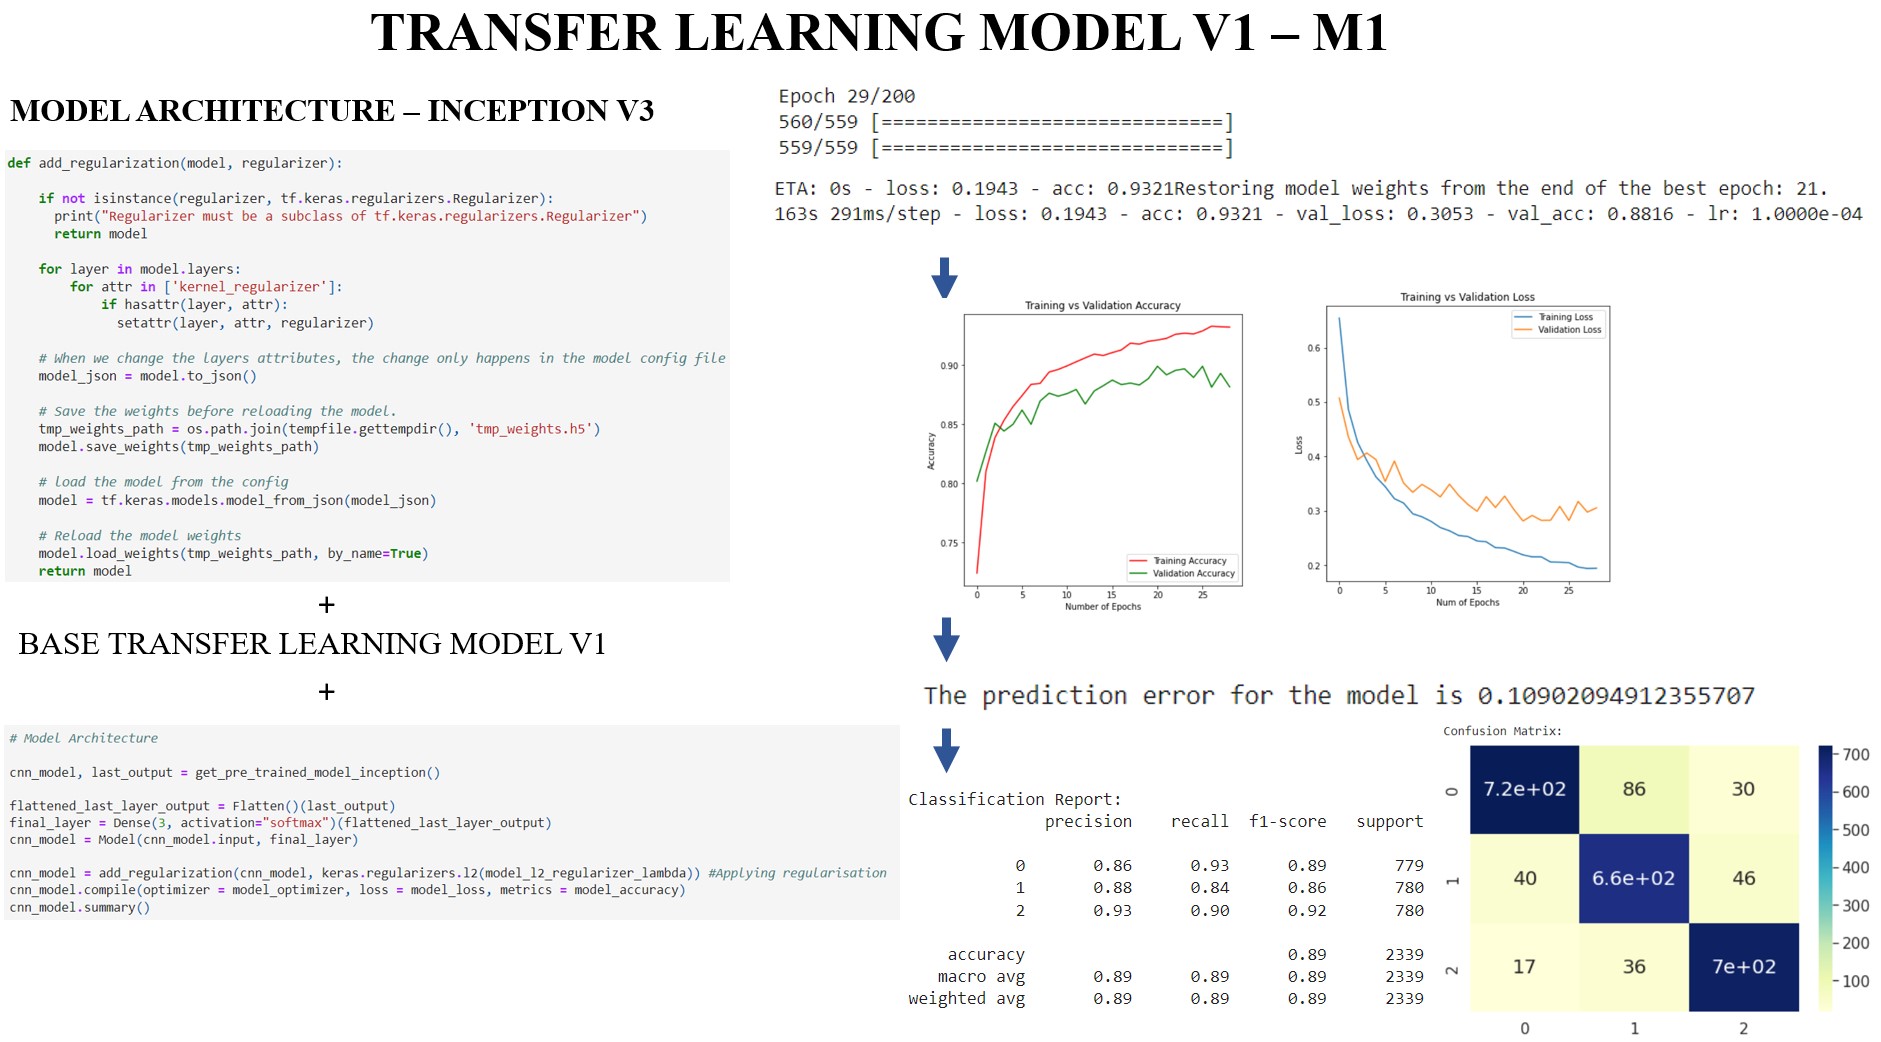 TRANSFER LEARNING MODEL V1 – M1
MODEL ARCHITECTURE – INCEPTION V3
def add_regularization(model, regularizer):
if not isinstance(regularizer, tf.keras.regularizers.Regularizer):
print("Regularizer must be a subclass of tf.keras.regularizers.Regularizer")
return model
for layer in model.layers:
for attr in ['kernel_regularizer']:
if hasattr(layer, attr):
setattr(layer, attr, regularizer)
# When we change the layers attributes, the change only happens in the model config file
model_json = model.to_json()
# Save the weights before reloading the model.
tmp_weights_path = os.path.join(tempfile.gettempdir(), 'tmp_weights.h5')
model.save_weights(tmp_weights_path)
# load the model from the config
model = tf.keras.models.model_from_json(model_json)
# Reload the model weights
model.load_weights(tmp_weights_path, by_name=True)
return model
+
BASE TRANSFER LEARNING MODEL V1
+
# Model Architecture
cnn_model, last_output = get_pre_trained_model_inception()
flattened_last_layer_output = Flatten()(last_output)
final_layer = Dense(3, activation="softmax")(flattened_last_layer_output)
cnn_model = Model(cnn_model.input, final_layer)
cnn_model = add_regularization(cnn_model, keras.regularizers.l2(model_l2_regularizer_lambda)) #Applying regularisation
cnn_model.compile(optimizer = model_optimizer, loss = model_loss, metrics = model_accuracy)
cnn_model.summary()
Epoch 29/200
560/559 [==============================]
559/559 [==============================]
ETA: 0s - loss: 0.1943 - acc: 0.9321Restoring model weights from the end of the best epoch: 21.
163s 291ms/step - loss: 0.1943 - acc: 0.9321 - val_loss: 0.3053 - val_acc: 0.8816 - lr: 1.0000e-04
Training vs Validation Accuracy
Accuracy
0.90
0.85
0.80
0.75
Training Accuracy
Validation Accuracy
0 5 10 15 20 25
Number of Epochs
Training vs Validation Loss
Training Loss
Validation Loss
Loss
0.6
0.5
0.4
0.3
0.2
0 5 10 15 20 25
Num of Epochs
The prediction error for the model is 0.10902094912355707
Classification Report:
precision recall f1-score support
0 0.86 0.93 0.89 779
1 0.88 0.84 0.86 780
2 0.93 0.90 0.92 780
accuracy 0.89 2339
macro avg 0.89 0.89 0.89 2339
weighted avg 0.89 0.89 0.89 2339
Confusion Matrix:
0 7.2e+02 86 30
1 40 6.6e+02 46
2 17 36 7e+02
0 1 2
700
600
500
400
300
200
100